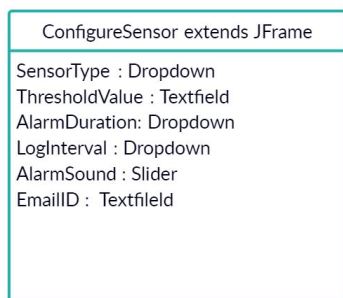 ConfigureSensor extends JFrame
SensorType : Dropdown
ThresholdValue : Textfield
AlarmDuration: Dropdown
LogInterval : Dropdown
AlarmSound : Slider
EmailID :  Textfileld